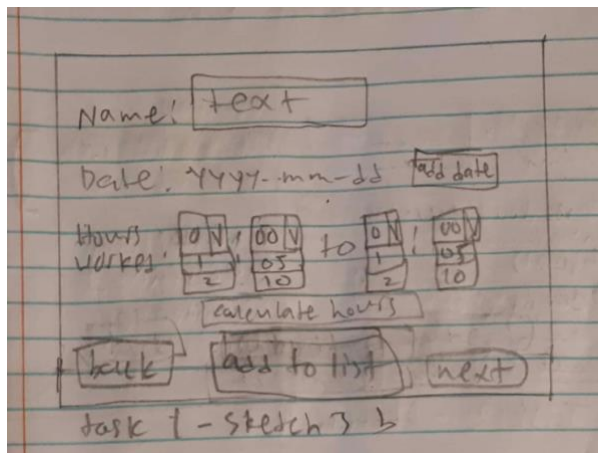 Name: text
Date: YYYY-mm-dd add date
Hours 0 V : 00 V to 0 V : 00 V
worked: 1 : 05 1 05
2 10 2 10
calculate hours
back add to list next
task 1 - sketch 3 b